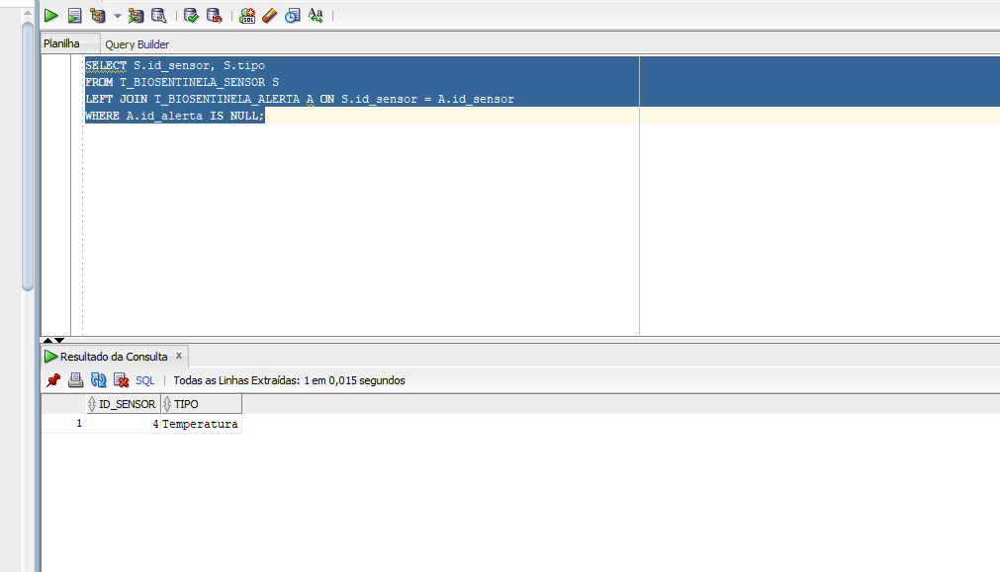 Planilha Query Builder
SELECT S.id_sensor, S.tipo
FROM T_BIOSENTINELA_SENSOR S
LEFT JOIN T_BIOSENTINELA_ALERTA A ON S.id_sensor = A.id_sensor
WHERE A.id_alerta IS NULL;
Resultado da Consulta x
SQL | Todas as Linhas Extraídas: 1 em 0,015 segundos
ID_SENSOR TIPO
1 4 Temperatura